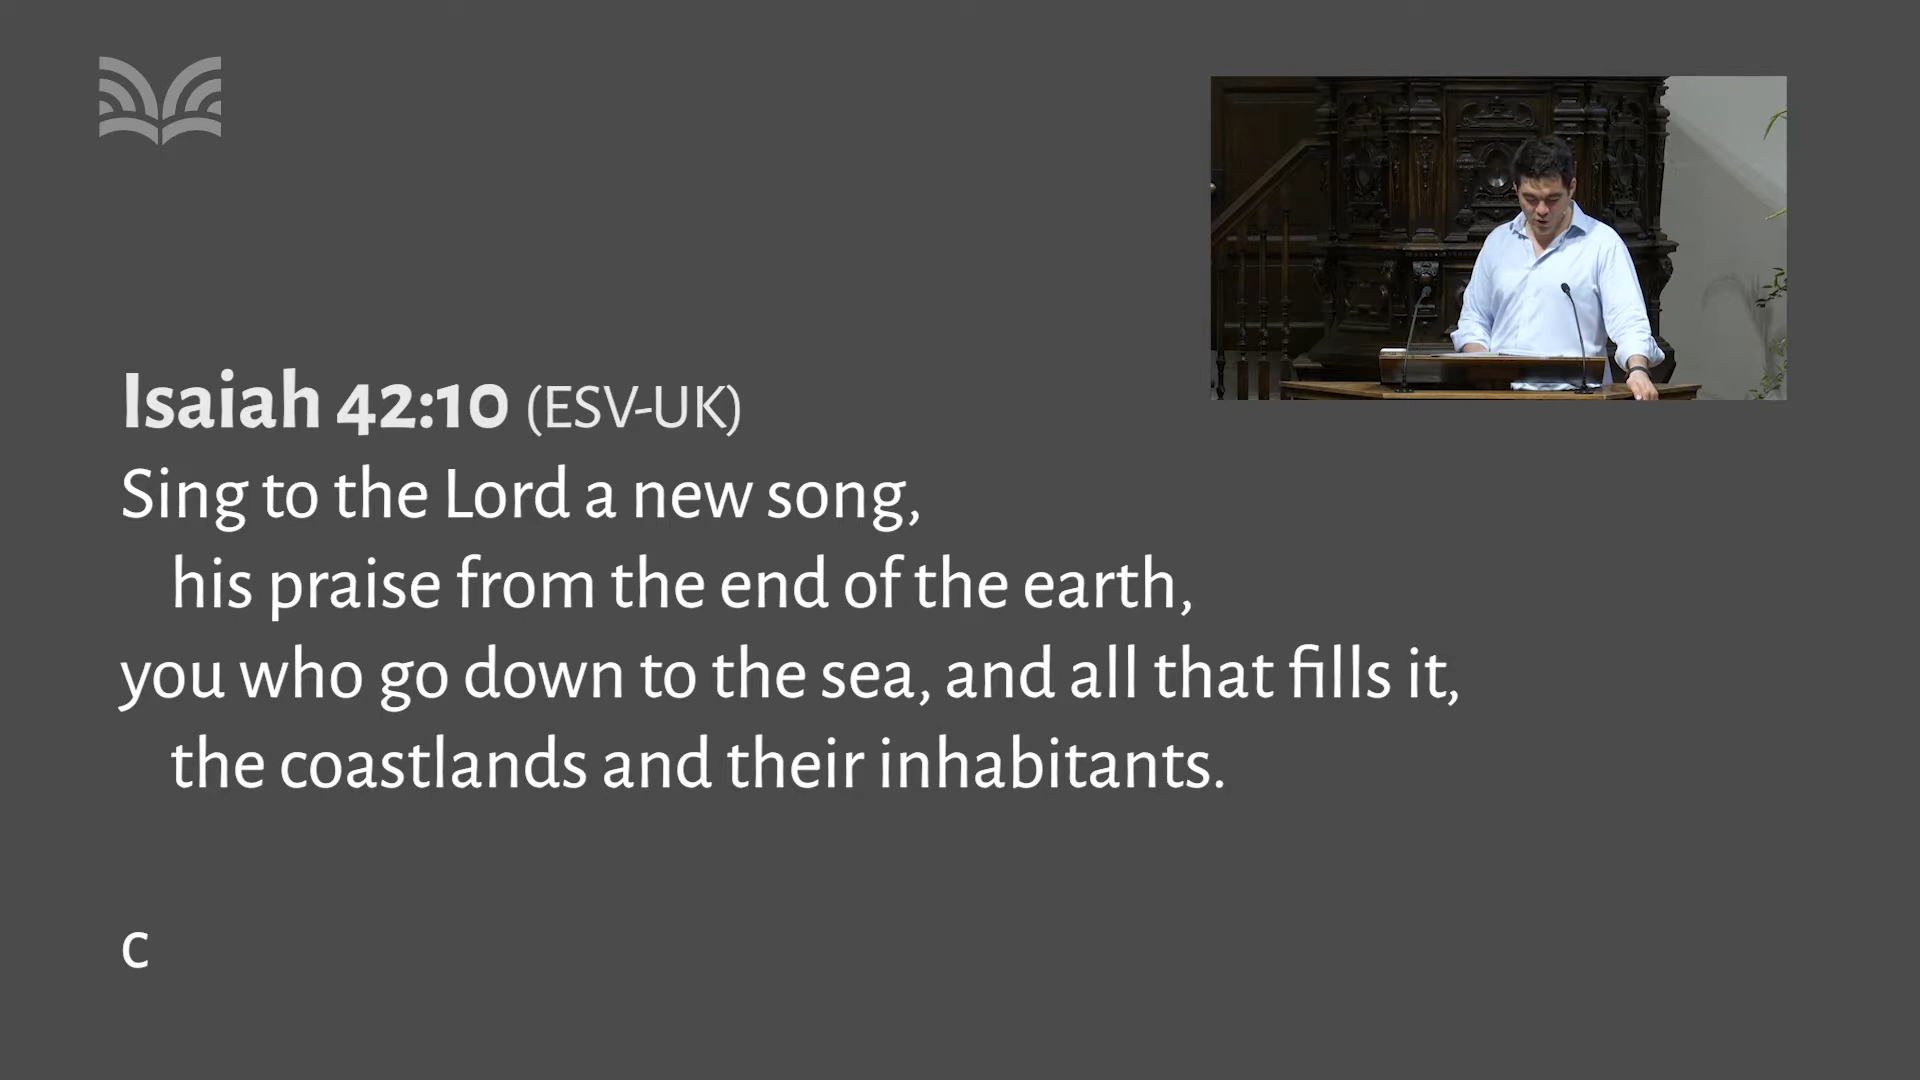 Isaiah 42:10 (ESV-UK)
Sing to the Lord a new song,
his praise from the end of the earth,
you who go down to the sea, and all that fills it,
the coastlands and their inhabitants.
c